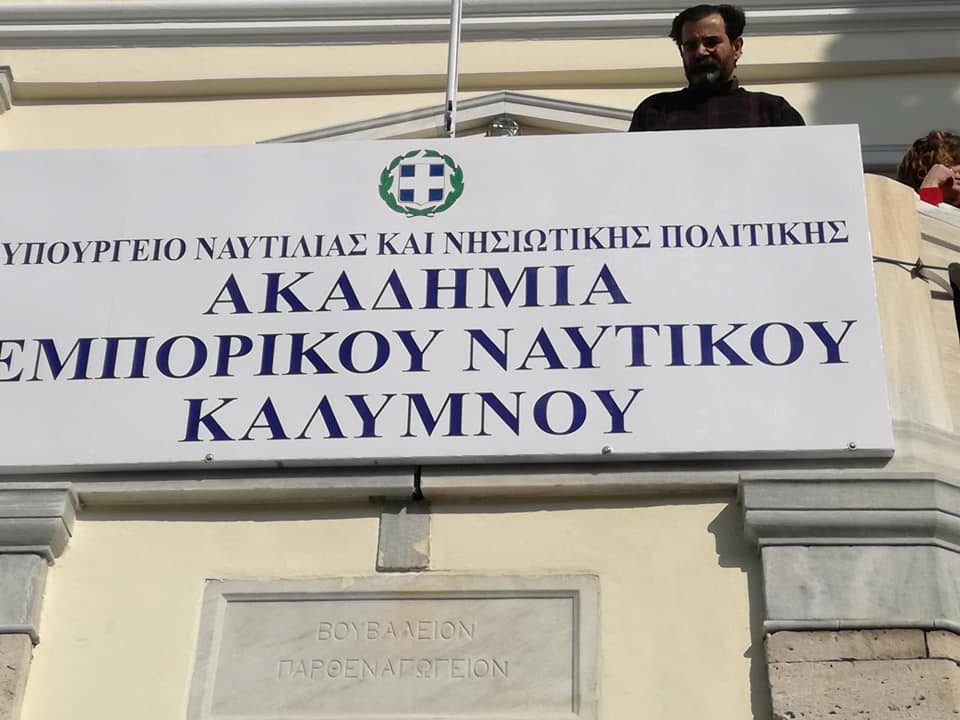 ΥΠΟΥΡΓΕΙΟ ΝΑΥΤΙΛΙΑΣ ΚΑΙ ΝΗΣΙΩΤΙΚΗΣ ΠΟΛΙΤΙΚΗΣ
ΑΚΑΔΗΜΙΑ
ΕΜΠΟΡΙΚΟΥ ΝΑΥΤΙΚΟΥ
ΚΑΛΥΜΝΟΥ
ΒΟΥΒΑΛΕΙΟΝ
ΠΑΡΘΕΝΑΓΩΓΕΙΟΝ